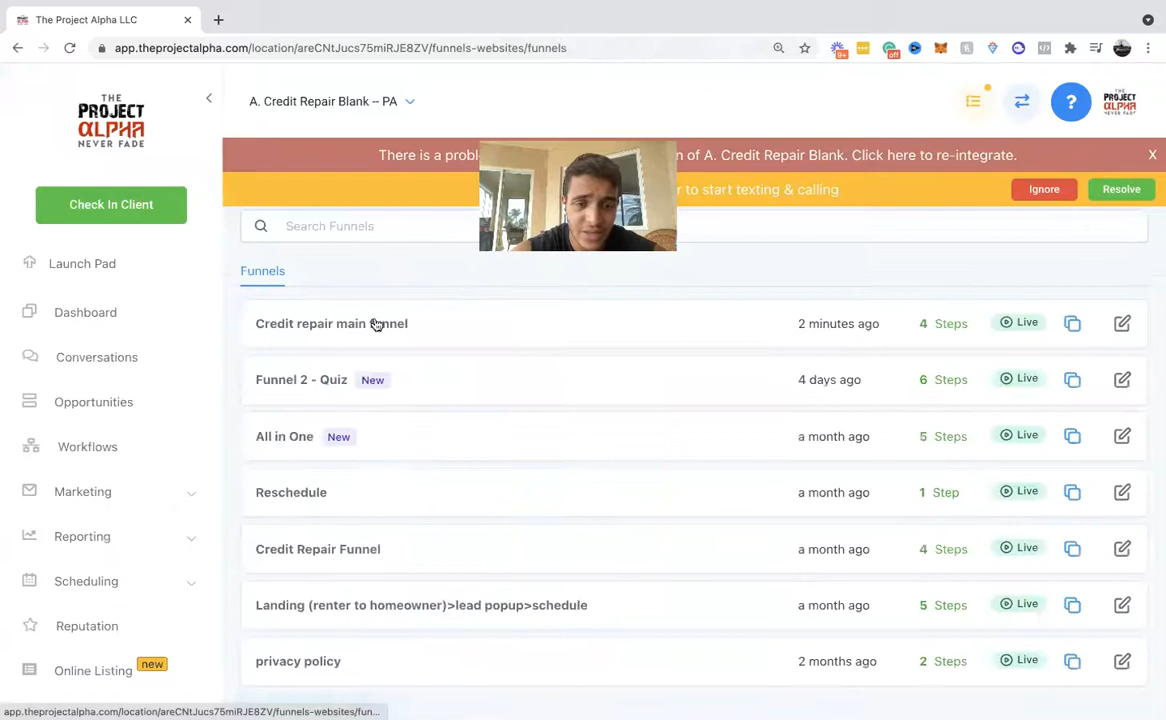 The Project Alpha LLC
app.theprojectalpha.com/location/areCNtJucs75miRJE8ZV/funnels-websites/funnels
9+
off
THE
PROJECT
ALPHA
NEVER FADE
A. Credit Repair Blank -- PA
?
THE
PROJECT
ALPHA
There is a probl
n of A. Credit Repair Blank. Click here to re-integrate.
X
r to start texting & calling
Ignore
Resolve
Check In Client
Launch Pad
Dashboard
Conversations
Opportunities
Workflows
Marketing
Reporting
Scheduling
Reputation
Online Listing new
Search Funnels
Funnels
Credit repair main funnel 2 minutes ago 4 Steps Live
Funnel 2 - Quiz New 4 days ago 6 Steps Live
All in One New a month ago 5 Steps Live
Reschedule a month ago 1 Step Live
Credit Repair Funnel a month ago 4 Steps Live
Landing (renter to homeowner)>lead popup>schedule a month ago 5 Steps Live
privacy policy 2 months ago 2 Steps Live
app.theprojectalpha.com/location/areCNtJucs75miRJE8ZV/funnels-websites/fun...